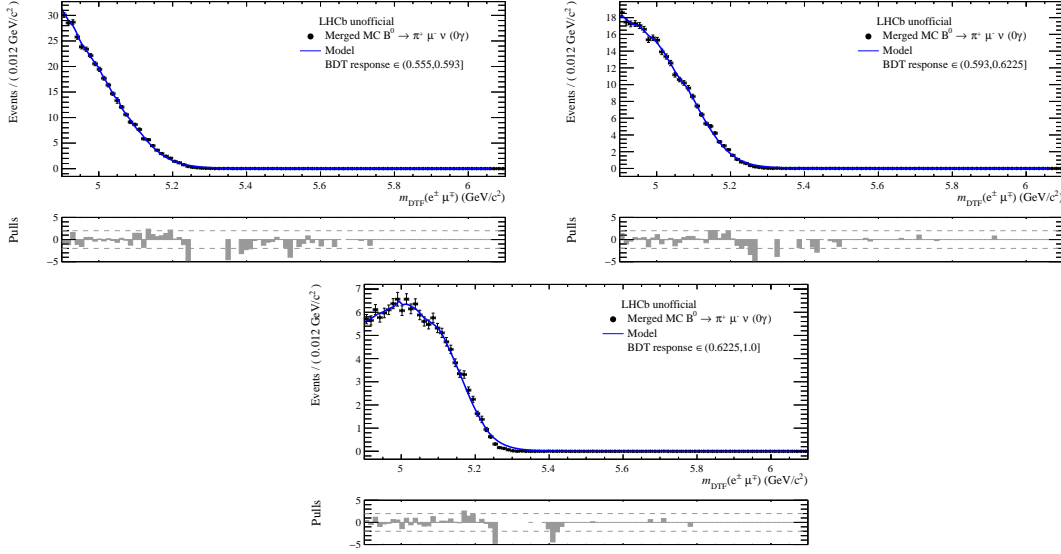 Events / ( 0.012 GeV/c² )
30
25
20
15
10
5
0
LHCb unofficial
Merged MC B⁰ → π⁺ μ⁻ ν (0γ)
Model
BDT response ∈ (0.555,0.593]
5 5.2 5.4 5.6 5.8 6
m_DTF(e^± μ^∓) (GeV/c²)
Pulls
5
0
−5
Events / ( 0.012 GeV/c² )
18
16
14
12
10
8
6
4
2
0
LHCb unofficial
Merged MC B⁰ → π⁺ μ⁻ ν (0γ)
Model
BDT response ∈ (0.593,0.6225]
5 5.2 5.4 5.6 5.8 6
m_DTF(e^± μ^∓) (GeV/c²)
Pulls
5
0
−5
Events / ( 0.012 GeV/c² )
7
6
5
4
3
2
1
0
LHCb unofficial
Merged MC B⁰ → π⁺ μ⁻ ν (0γ)
Model
BDT response ∈ (0.6225,1.0]
5 5.2 5.4 5.6 5.8 6
m_DTF(e^± μ^∓) (GeV/c²)
Pulls
5
0
−5